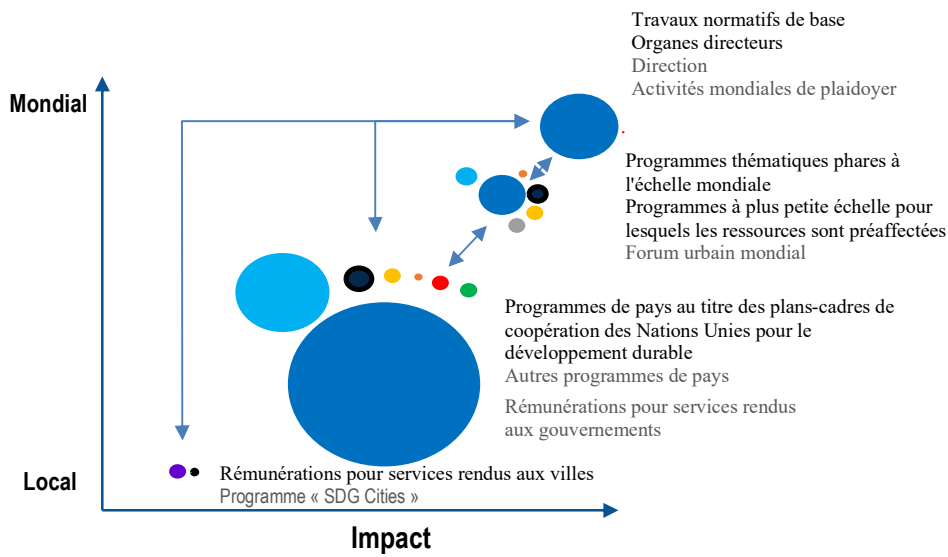 Travaux normatifs de base
Organes directeurs
Direction
Activités mondiales de plaidoyer
Mondial
Programmes thématiques phares à
l'échelle mondiale
Programmes à plus petite échelle pour
lesquels les ressources sont préaffectées
Forum urbain mondial
Programmes de pays au titre des plans-cadres de
coopération des Nations Unies pour le
développement durable
Autres programmes de pays
Rémunérations pour services rendus
aux gouvernements
Local
Rémunérations pour services rendus aux villes
Programme « SDG Cities »
Impact